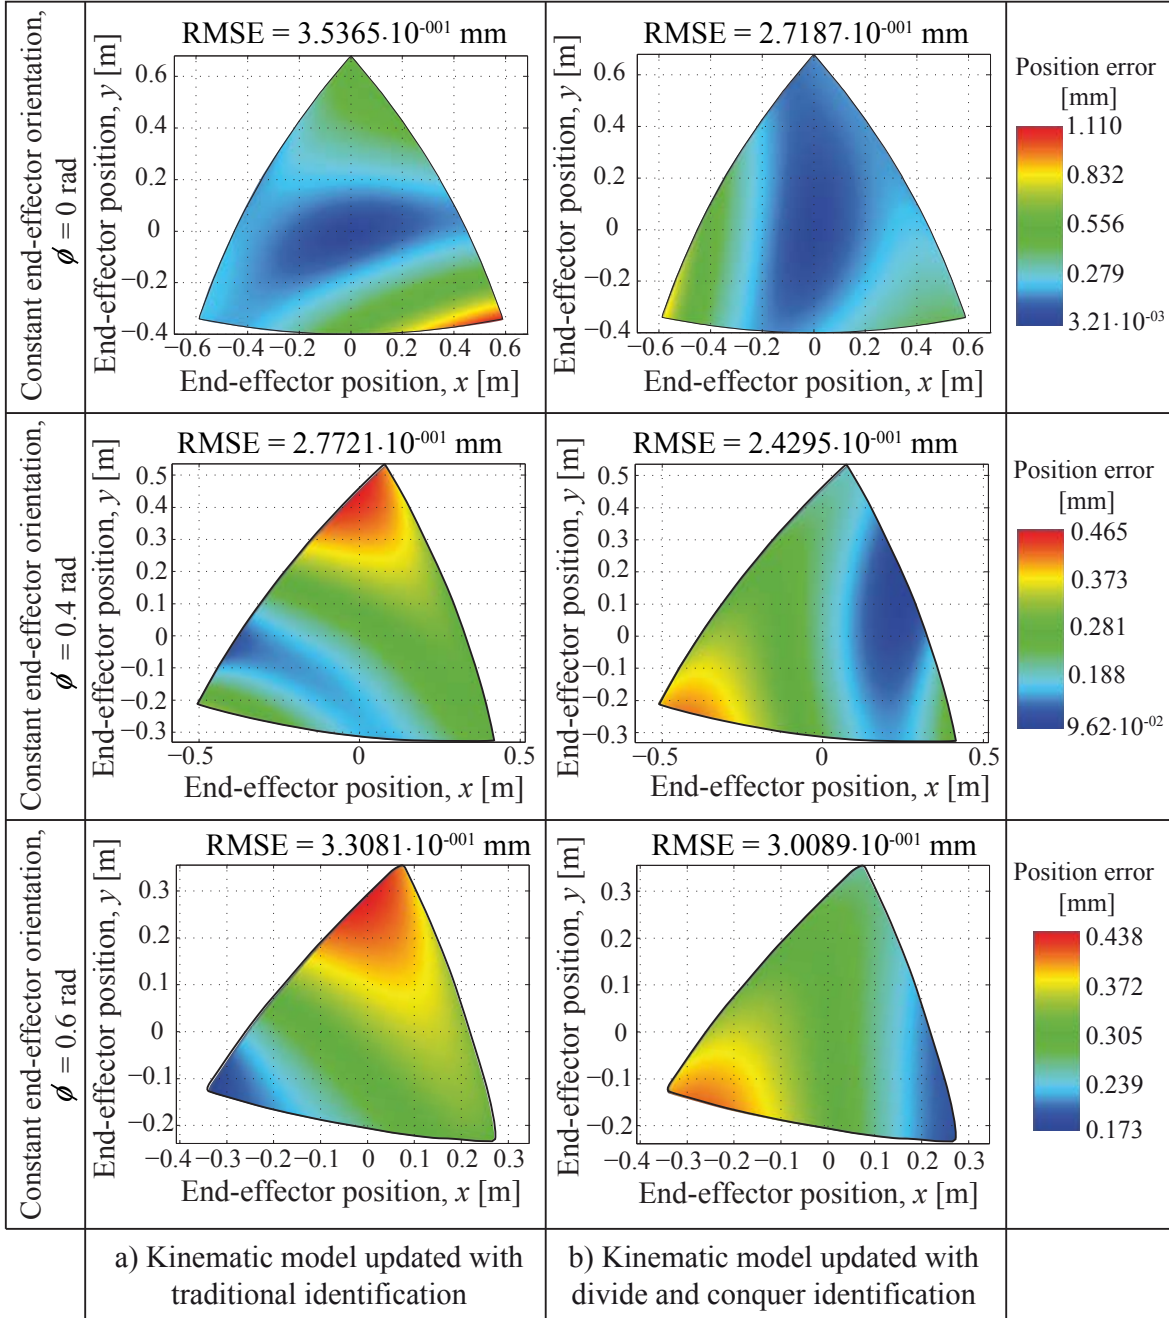 Constant end-effector orientation,
ϕ = 0 rad
RMSE = 3.5365·10⁻⁰⁰¹ mm
End-effector position, y [m]
0.6
0.4
0.2
0
−0.2
−0.4
−0.6 −0.4 −0.2 0 0.2 0.4 0.6
End-effector position, x [m]
RMSE = 2.7187·10⁻⁰⁰¹ mm
End-effector position, y [m]
0.6
0.4
0.2
0
−0.2
−0.4
−0.6 −0.4 −0.2 0 0.2 0.4 0.6
End-effector position, x [m]
Position error
[mm]
1.110
0.832
0.556
0.279
3.21·10⁻⁰³
Constant end-effector orientation,
ϕ = 0.4 rad
RMSE = 2.7721·10⁻⁰⁰¹ mm
End-effector position, y [m]
0.5
0.4
0.3
0.2
0.1
0
−0.1
−0.2
−0.3
−0.5 0 0.5
End-effector position, x [m]
RMSE = 2.4295·10⁻⁰⁰¹ mm
End-effector position, y [m]
0.5
0.4
0.3
0.2
0.1
0
−0.1
−0.2
−0.3
−0.5 0 0.5
End-effector position, x [m]
Position error
[mm]
0.465
0.373
0.281
0.188
9.62·10⁻⁰²
Constant end-effector orientation,
ϕ = 0.6 rad
RMSE = 3.3081·10⁻⁰⁰¹ mm
End-effector position, y [m]
0.3
0.2
0.1
0
−0.1
−0.2
−0.4 −0.3 −0.2 −0.1 0 0.1 0.2 0.3
End-effector position, x [m]
RMSE = 3.0089·10⁻⁰⁰¹ mm
End-effector position, y [m]
0.3
0.2
0.1
0
−0.1
−0.2
−0.4 −0.3 −0.2 −0.1 0 0.1 0.2 0.3
End-effector position, x [m]
Position error
[mm]
0.438
0.372
0.305
0.239
0.173
a) Kinematic model updated with
traditional identification
b) Kinematic model updated with
divide and conquer identification